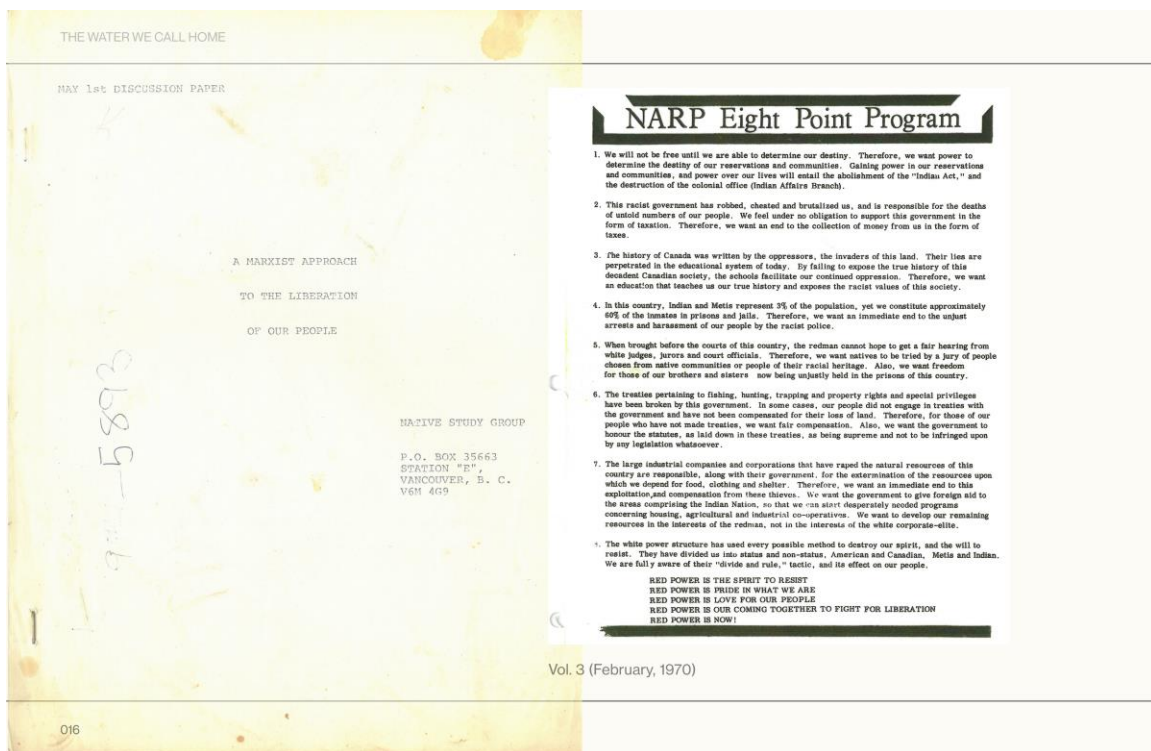 THE WATER WE CALL HOME
MAY 1st DISCUSSION PAPER
A MARXIST APPROACH
TO THE LIBERATION
OF OUR PEOPLE
5893
NATIVE STUDY GROUP
P.O. BOX 35663
STATION "E",
VANCOUVER, B. C.
V6M 4G9
016
NARP Eight Point Program
1. We will not be free until we are able to determine our destiny. Therefore, we want power to
determine the destiny of our reservations and communities. Gaining power in our reservations
and communities, and power over our lives will entail the abolishment of the "Indian Act," and
the destruction of the colonial office (Indian Affairs Branch).
2. This racist government has robbed, cheated and brutalized us, and is responsible for the deaths
of untold numbers of our people. We feel under no obligation to support this government in the
form of taxation. Therefore, we want an end to the collection of money from us in the form of
taxes.
3. The history of Canada was written by the oppressors, the invaders of this land. Their lies are
perpetrated in the educational system of today. By failing to expose the true history of this
decadent Canadian society, the schools facilitate our continued oppression. Therefore, we want
an education that teaches us our true history and exposes the racist values of this society.
4. In this country, Indian and Metis represent 3% of the population, yet we constitute approximately
60% of the inmates in prisons and jails. Therefore, we want an immediate end to the unjust
arrests and harassment of our people by the racist police.
5. When brought before the courts of this country, the redman cannot hope to get a fair hearing from
white judges, jurors and court officials. Therefore, we want natives to be tried by a jury of people
chosen from native communities or people of their racial heritage. Also, we want freedom
for those of our brothers and sisters now being unjustly held in the prisons of this country.
6. The treaties pertaining to fishing, hunting, trapping and property rights and special privileges
have been broken by this government. In some cases, our people did not engage in treaties with
the government and have not been compensated for their loss of land. Therefore, for those of our
people who have not made treaties, we want fair compensation. Also, we want the government to
honour the statutes, as laid down in these treaties, as being supreme and not to be infringed upon
by any legislation whatsoever.
7. The large industrial companies and corporations that have raped the natural resources of this
country are responsible, along with their government, for the extermination of the resources upon
which we depend for food, clothing and shelter. Therefore, we want an immediate end to this
exploitation,and compensation from these thieves. We want the government to give foreign aid to
the areas comprising the Indian Nation, so that we can start desperately needed programs
concerning housing, agricultural and industrial co-operatives. We want to develop our remaining
resources in the interests of the redman, not in the interests of the white corporate-elite.
The white power structure has used every possible method to destroy our spirit, and the will to
resist. They have divided us into status and non-status, American and Canadian, Metis and Indian.
We are fully aware of their "divide and rule," tactic, and its effect on our people.
RED POWER IS THE SPIRIT TO RESIST
RED POWER IS PRIDE IN WHAT WE ARE
RED POWER IS LOVE FOR OUR PEOPLE
RED POWER IS OUR COMING TOGETHER TO FIGHT FOR LIBERATION
RED POWER IS NOW!
Vol. 3 (February, 1970)